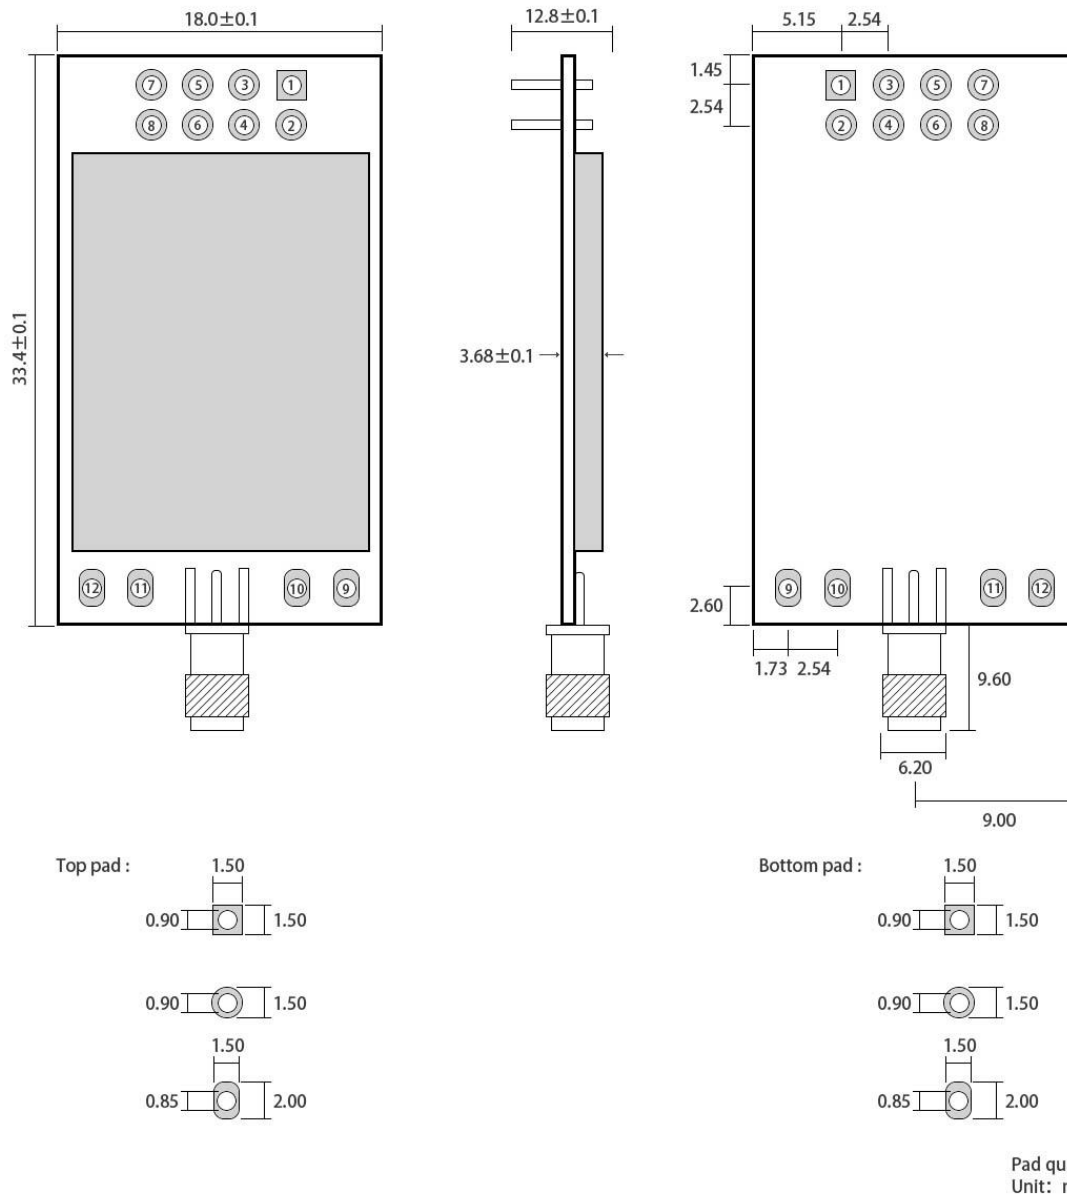 18.0±0.1
12.8±0.1
5.15 2.54
⑦ ⑤ ③ ①
⑧ ⑥ ④ ②
1.45
2.54
① ③ ⑤ ⑦
② ④ ⑥ ⑧
33.4±0.1
3.68±0.1
⑫ ⑪ ⑩ ⑨
2.60
⑨ ⑩ ⑪ ⑫
1.73 2.54
9.60
6.20
9.00
Top pad :
1.50
0.90 1.50
0.90 1.50
1.50
0.85 2.00
Bottom pad :
1.50
0.90 1.50
0.90 1.50
1.50
0.85 2.00
Pad qu
Unit: